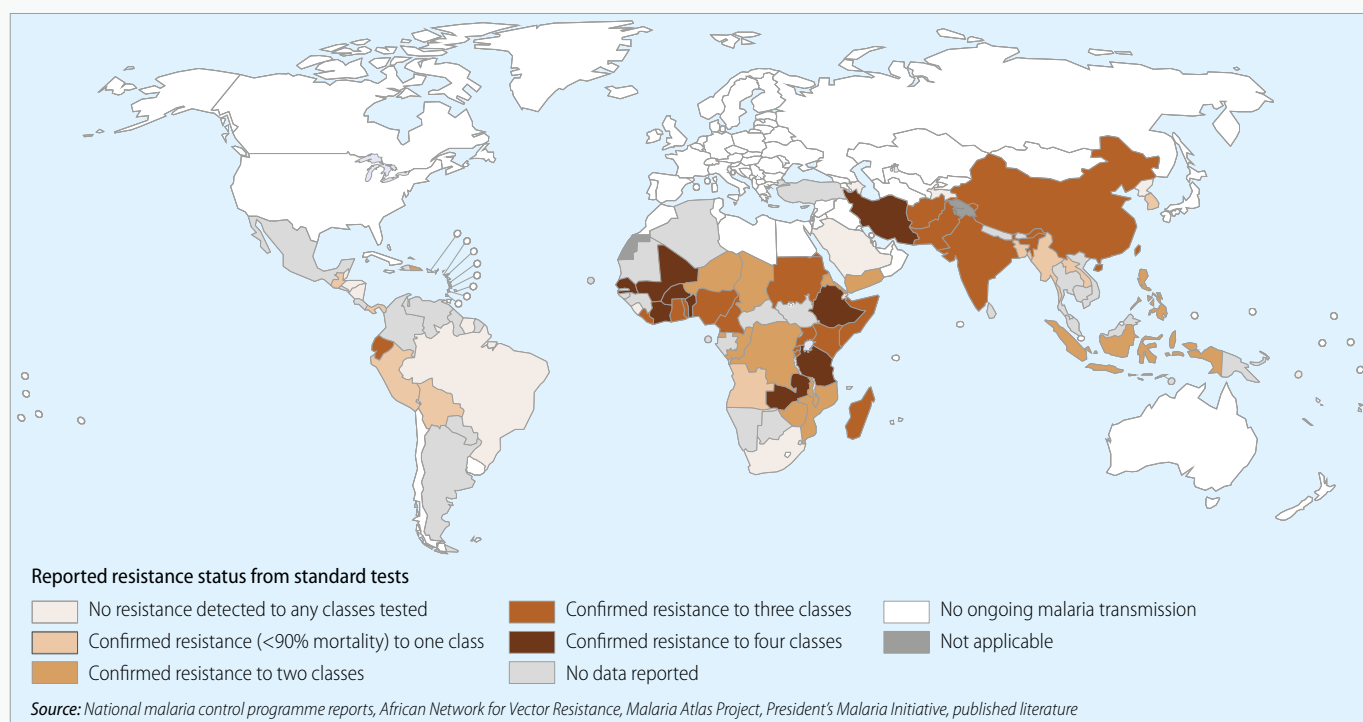 Reported resistance status from standard tests
No resistance detected to any classes tested
Confirmed resistance (<90% mortality) to one class
Confirmed resistance to two classes
Confirmed resistance to three classes
Confirmed resistance to four classes
No data reported
No ongoing malaria transmission
Not applicable
Source: National malaria control programme reports, African Network for Vector Resistance, Malaria Atlas Project, President's Malaria Initiative, published literature